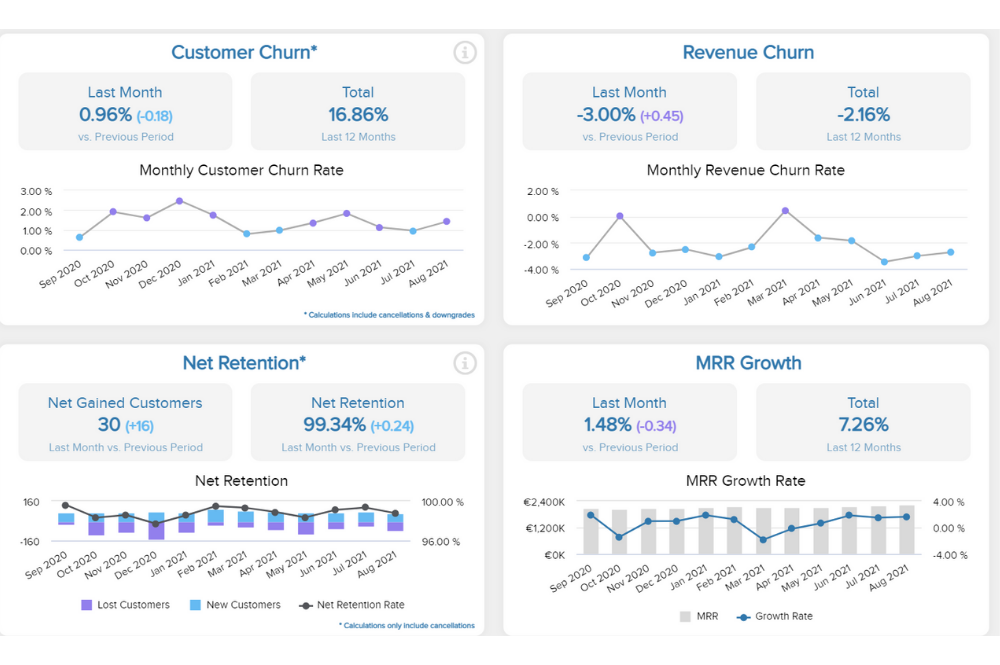 Customer Churn*
Last Month
0.96% (-0.18)
vs. Previous Period
Total
16.86%
Last 12 Months
Monthly Customer Churn Rate
3.00 %
2.00 %
1.00 %
0.00 %
Sep 2020
Oct 2020
Nov 2020
Dec 2020
Jan 2021
Feb 2021
Mar 2021
Apr 2021
May 2021
Jun 2021
Jul 2021
Aug 2021
* Calculations include cancellations & downgrades
Revenue Churn
Last Month
-3.00% (+0.45)
vs. Previous Period
Total
-2.16%
Last 12 Months
Monthly Revenue Churn Rate
2.00 %
0.00 %
-2.00 %
-4.00 %
Sep 2020
Oct 2020
Nov 2020
Dec 2020
Jan 2021
Feb 2021
Mar 2021
Apr 2021
May 2021
Jun 2021
Jul 2021
Aug 2021
Net Retention*
Net Gained Customers
30 (+16)
Last Month vs. Previous Period
Net Retention
99.34% (+0.24)
Last Month vs. Previous Period
Net Retention
160
-160
100.00 %
96.00 %
Sep 2020
Oct 2020
Nov 2020
Dec 2020
Jan 2021
Feb 2021
Mar 2021
Apr 2021
May 2021
Jun 2021
Jul 2021
Aug 2021
Lost Customers
New Customers
Net Retention Rate
* Calculations only include cancellations
MRR Growth
Last Month
1.48% (-0.34)
vs. Previous Period
Total
7.26%
Last 12 Months
MRR Growth Rate
€2,400K
€1,200K
€0K
4.00 %
0.00 %
-4.00 %
Sep 2020
Oct 2020
Nov 2020
Dec 2020
Jan 2021
Feb 2021
Mar 2021
Apr 2021
May 2021
Jun 2021
Jul 2021
Aug 2021
MRR
Growth Rate